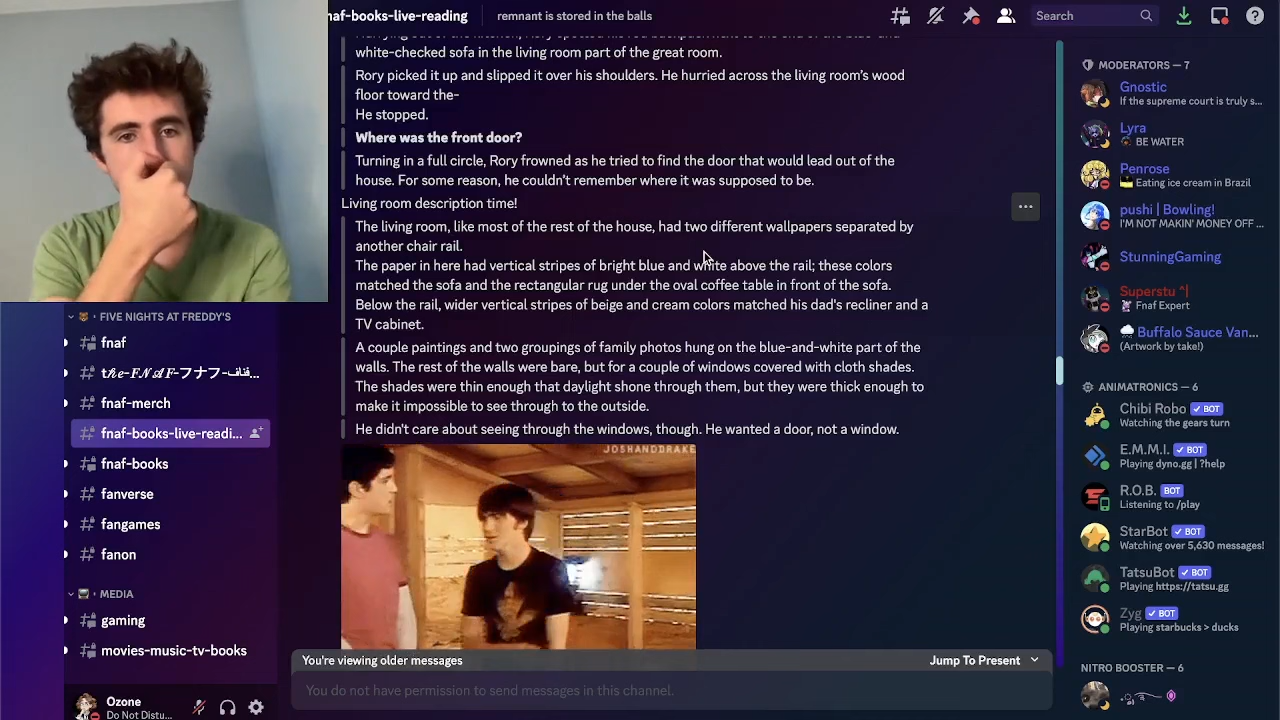 fnaf-books-live-reading
remnant is stored in the balls
Search
white-checked sofa in the living room part of the great room.
Rory picked it up and slipped it over his shoulders. He hurried across the living room's wood
floor toward the-
He stopped.
Where was the front door?
Turning in a full circle, Rory frowned as he tried to find the door that would lead out of the
house. For some reason, he couldn't remember where it was supposed to be.
Living room description time!
The living room, like most of the rest of the house, had two different wallpapers separated by
another chair rail.
The paper in here had vertical stripes of bright blue and white above the rail; these colors
matched the sofa and the rectangular rug under the oval coffee table in front of the sofa.
Below the rail, wider vertical stripes of beige and cream colors matched his dad's recliner and a
TV cabinet.
A couple paintings and two groupings of family photos hung on the blue-and-white part of the
walls. The rest of the walls were bare, but for a couple of windows covered with cloth shades.
The shades were thin enough that daylight shone through them, but they were thick enough to
make it impossible to see through to the outside.
He didn't care about seeing through the windows, though. He wanted a door, not a window.
JOSHANDDRAKE
You're viewing older messages
Jump To Present
You do not have permission to send messages in this channel.
FIVE NIGHTS AT FREDDY'S
fnaf
fnaf-merch
fnaf-books-live-readi...
fnaf-books
fanverse
fangames
fanon
MEDIA
gaming
movies-music-tv-books
Ozone
Do Not Distu...
MODERATORS — 7
Gnostic
If the supreme court is truly s...
Lyra
BE WATER
Penrose
Eating ice cream in Brazil
pushi | Bowling!
I'M NOT MAKIN' MONEY OFF ...
StunningGaming
Superstu ^|
Fnaf Expert
Buffalo Sauce Van...
(Artwork by take!)
ANIMATRONICS — 6
Chibi Robo BOT
Watching the gears turn
E.M.M.I. BOT
Playing dyno.gg | ?help
R.O.B. BOT
Listening to /play
StarBot BOT
Watching over 5,630 messages!
TatsuBot BOT
Playing https://tatsu.gg
Zyg BOT
Playing starbucks > ducks
NITRO BOOSTER — 6